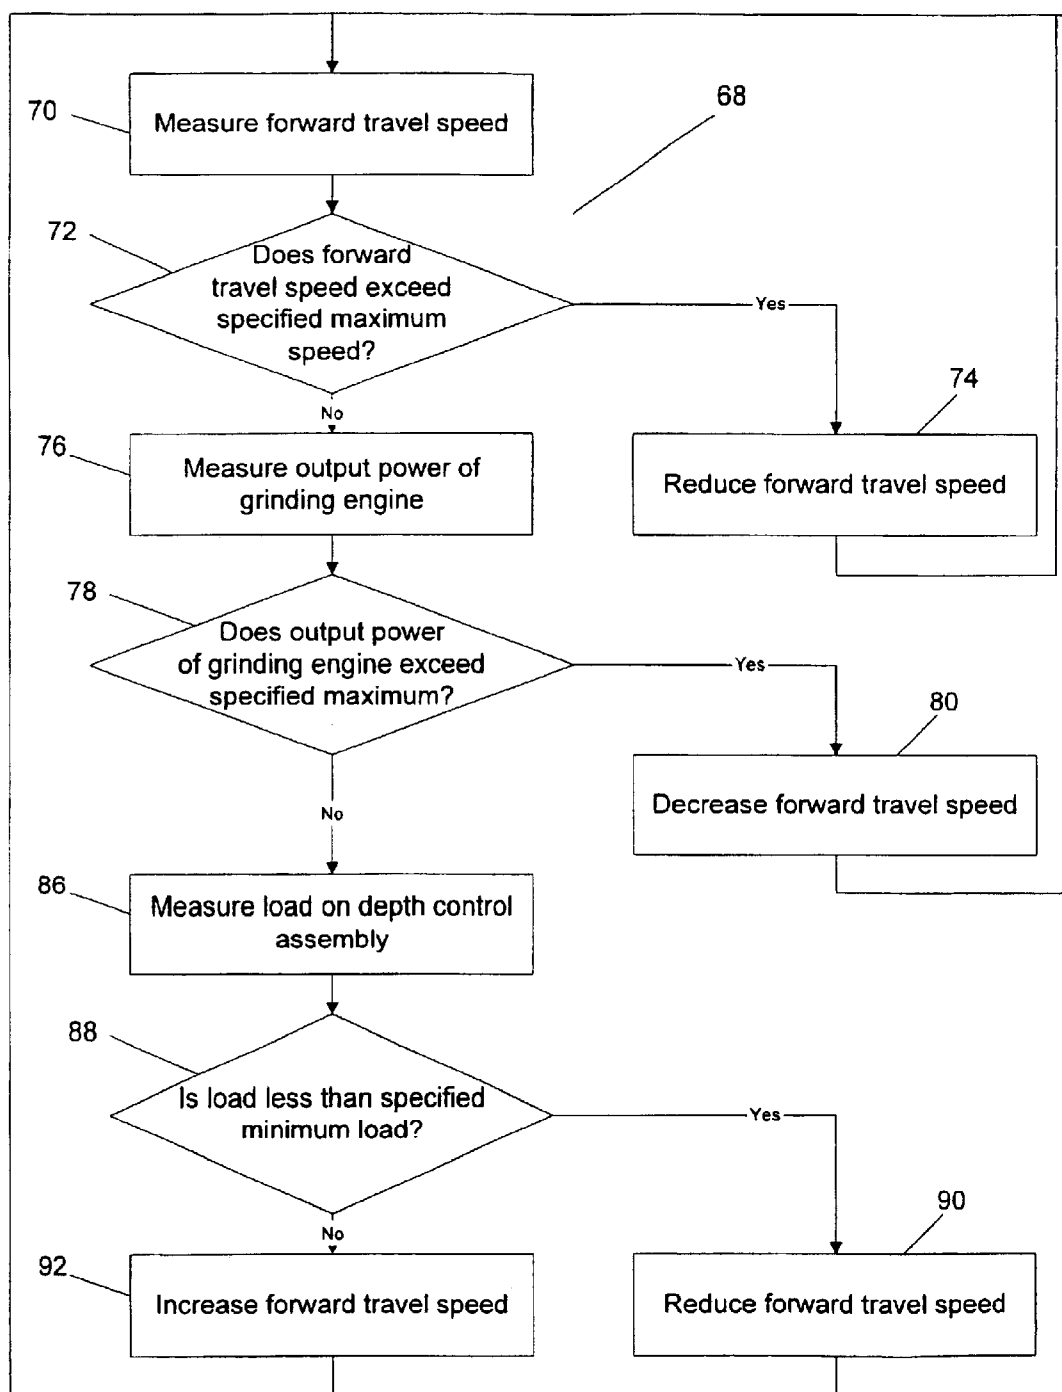 70
Measure forward travel speed
68
72
Does forward
travel speed exceed
specified maximum
speed?
Yes
No
74
Reduce forward travel speed
76
Measure output power of
grinding engine
78
Does output power
of grinding engine exceed
specified maximum?
Yes
80
Decrease forward travel speed
No
86
Measure load on depth control
assembly
88
Is load less than specified
minimum load?
Yes
No
90
Reduce forward travel speed
92
Increase forward travel speed